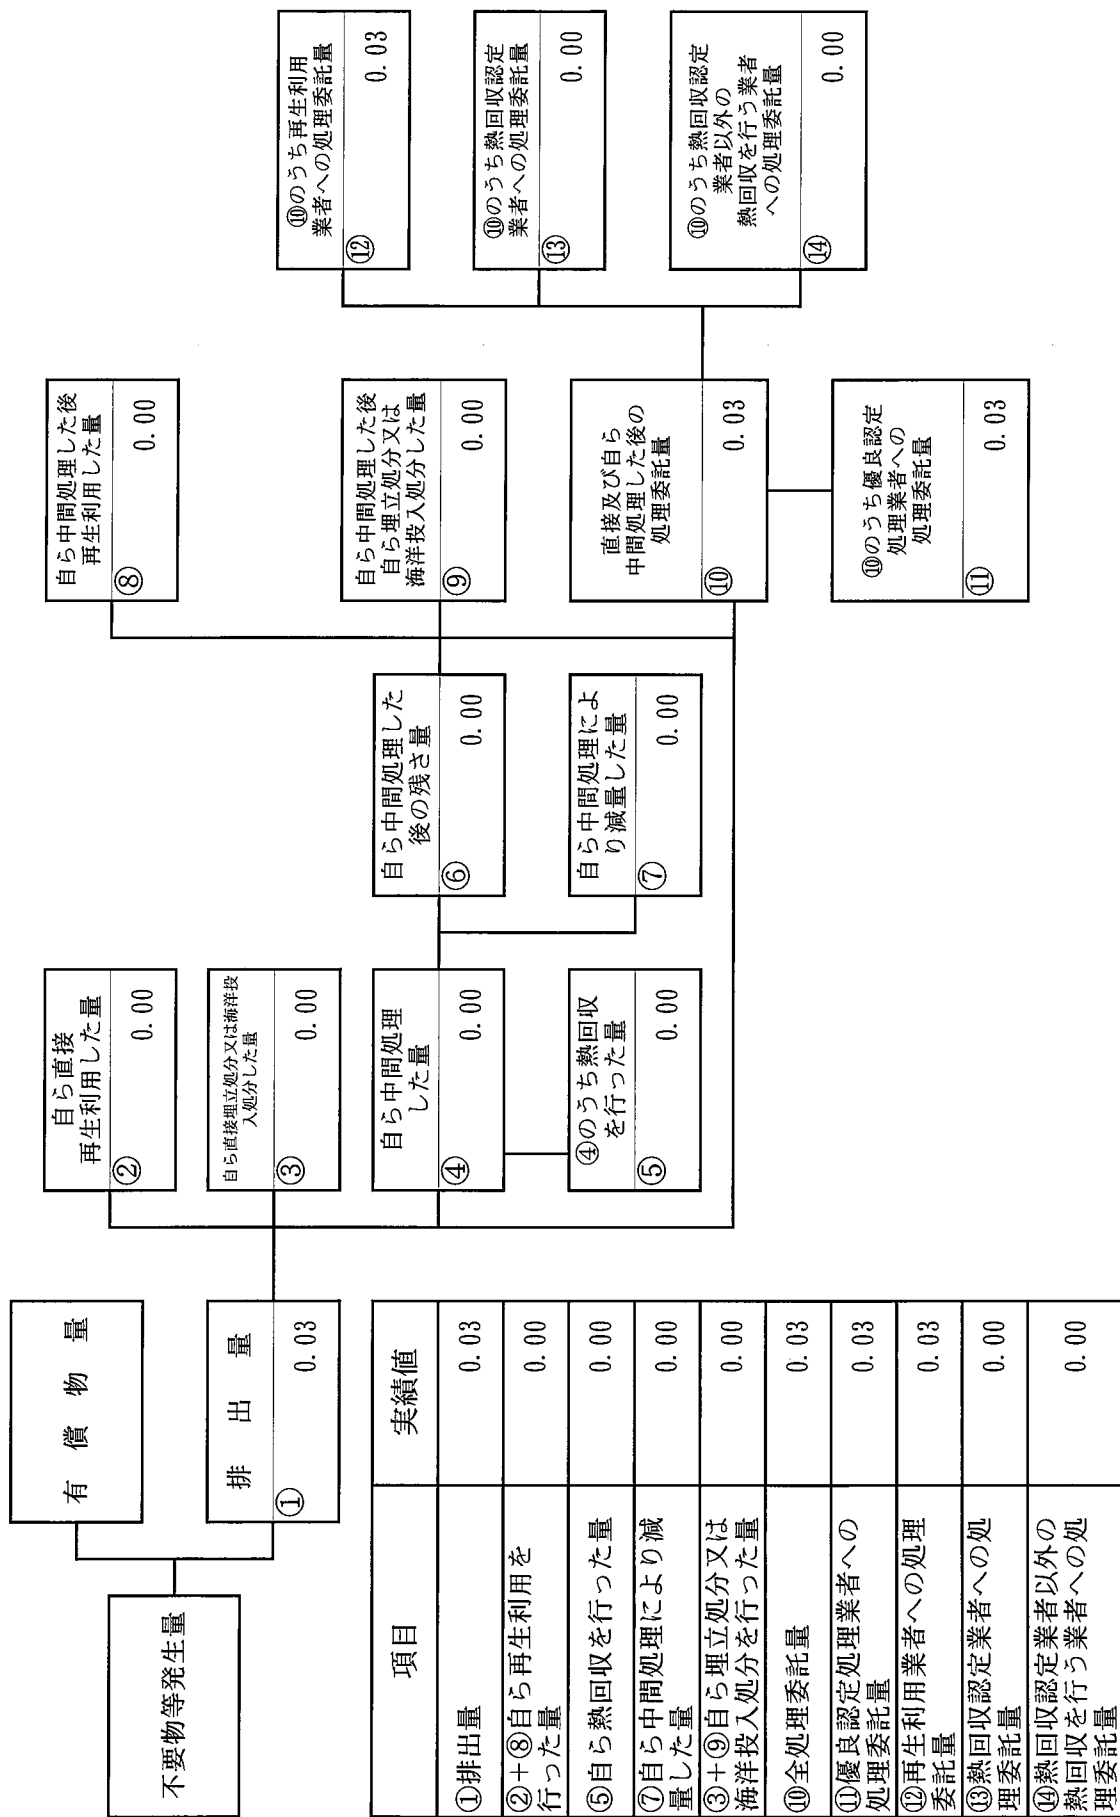 不要物等発生量
有償物量
排出量
① 0.03
自ら直接
再生利用した量
② 0.00
自ら直接埋立処分又は海洋投
入処分した量
③ 0.00
自ら中間処理
した量
④ 0.00
④のうち熱回収
を行った量
⑤ 0.00
自ら中間処理した
後の残さ量
⑥ 0.00
自ら中間処理によ
り減量した量
⑦ 0.00
自ら中間処理した後
再生利用した量
⑧ 0.00
自ら中間処理した後
自ら埋立処分又は
海洋投入処分した量
⑨ 0.00
直接及び自ら
中間処理した後の
処理委託量
⑩ 0.03
⑩のうち優良認定
処理業者への
処理委託量
⑪ 0.03
⑩のうち再生利用
業者への処理委託量
⑫ 0.03
⑩のうち熱回収認定
業者への処理委託量
⑬ 0.00
⑩のうち熱回収認定
業者以外の
熱回収を行う業者
への処理委託量
⑭ 0.00
項目 実績値
①排出量 0.03
②+⑧自ら再生利用を
行った量 0.00
⑤自ら熱回収を行った量 0.00
⑦自ら中間処理により減
量した量 0.00
③+⑨自ら埋立処分又は
海洋投入処分を行った量 0.00
⑩全処理委託量 0.03
⑪優良認定処理業者への
処理委託量 0.03
⑫再生利用業者への処理
委託量 0.03
⑬熱回収認定業者への処
理委託量 0.00
⑭熱回収認定業者以外の
熱回収を行う業者への処
理委託量 0.00